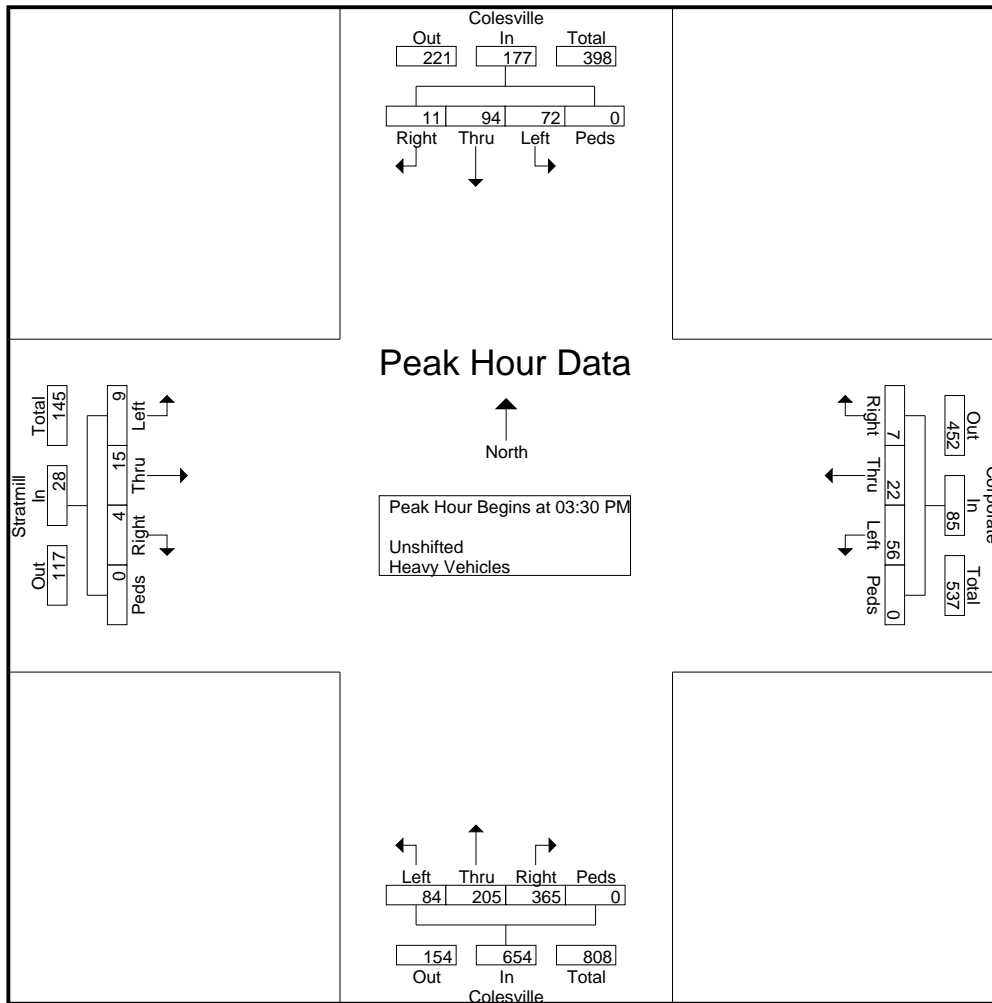 Colesville
Out In Total
221 177 398
11 94 72 0
Right Thru Left Peds
Peak Hour Data
North
Peak Hour Begins at 03:30 PM
Unshifted
Heavy Vehicles
Stratmill
Out In Total
117 28 145
9 15 4 0
Left Thru Right Peds
Corporate
Out In Total
452 85 537
7 22 56 0
Right Thru Left Peds
Left Thru Right Peds
84 205 365 0
154 654 808
Out In Total
Colesville